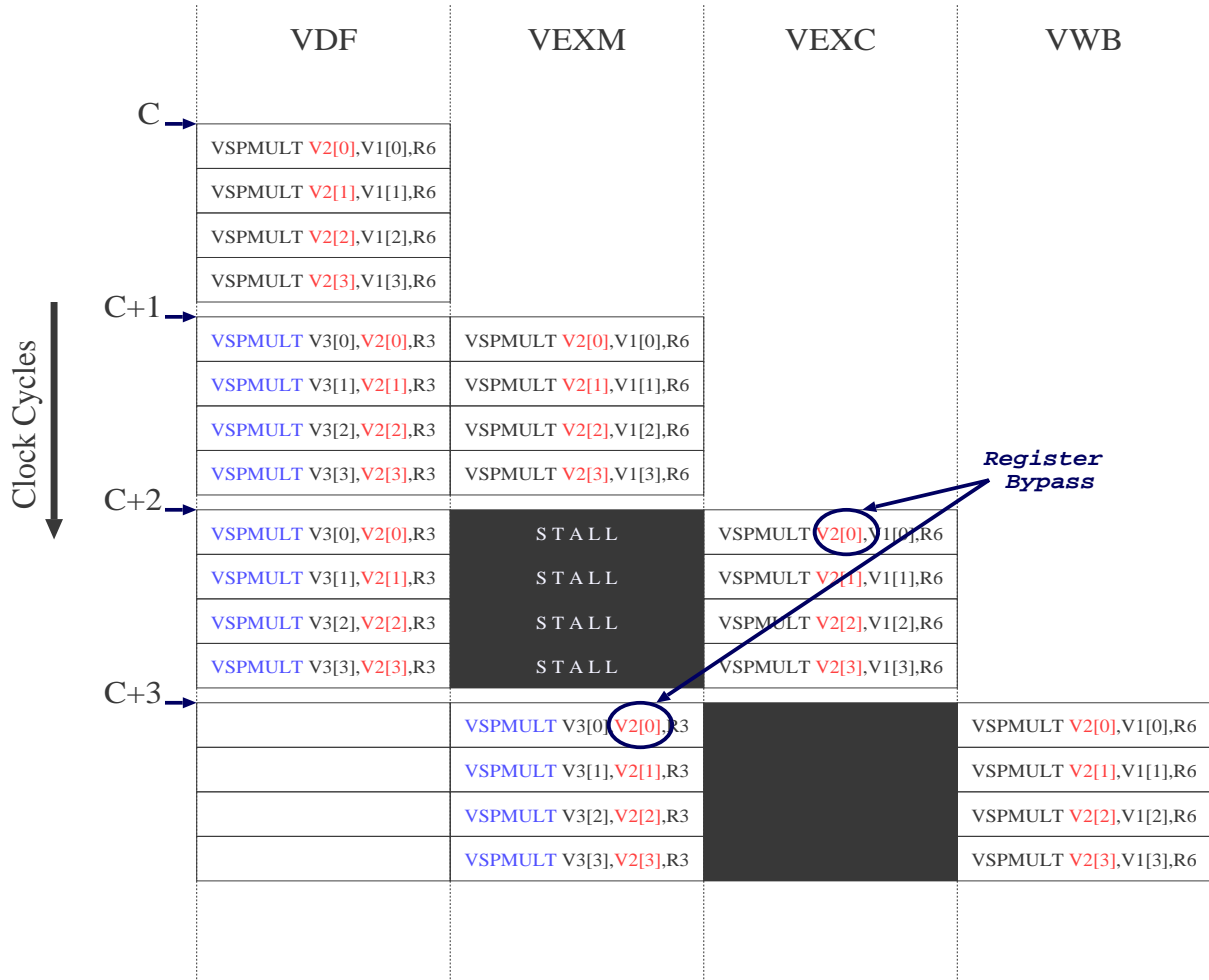 VDF VEXM VEXC VWB
C
VSPMULT V2[0],V1[0],R6
VSPMULT V2[1],V1[1],R6
VSPMULT V2[2],V1[2],R6
VSPMULT V2[3],V1[3],R6
Clock Cycles
C+1
VSPMULT V3[0],V2[0],R3 VSPMULT V2[0],V1[0],R6
VSPMULT V3[1],V2[1],R3 VSPMULT V2[1],V1[1],R6
VSPMULT V3[2],V2[2],R3 VSPMULT V2[2],V1[2],R6
VSPMULT V3[3],V2[3],R3 VSPMULT V2[3],V1[3],R6
Register
Bypass
C+2
VSPMULT V3[0],V2[0],R3 S T A L L VSPMULT V2[0],V1[0],R6
VSPMULT V3[1],V2[1],R3 S T A L L VSPMULT V2[1],V1[1],R6
VSPMULT V3[2],V2[2],R3 S T A L L VSPMULT V2[2],V1[2],R6
VSPMULT V3[3],V2[3],R3 S T A L L VSPMULT V2[3],V1[3],R6
C+3
VSPMULT V3[0],V2[0],R3 VSPMULT V2[0],V1[0],R6
VSPMULT V3[1],V2[1],R3 VSPMULT V2[1],V1[1],R6
VSPMULT V3[2],V2[2],R3 VSPMULT V2[2],V1[2],R6
VSPMULT V3[3],V2[3],R3 VSPMULT V2[3],V1[3],R6